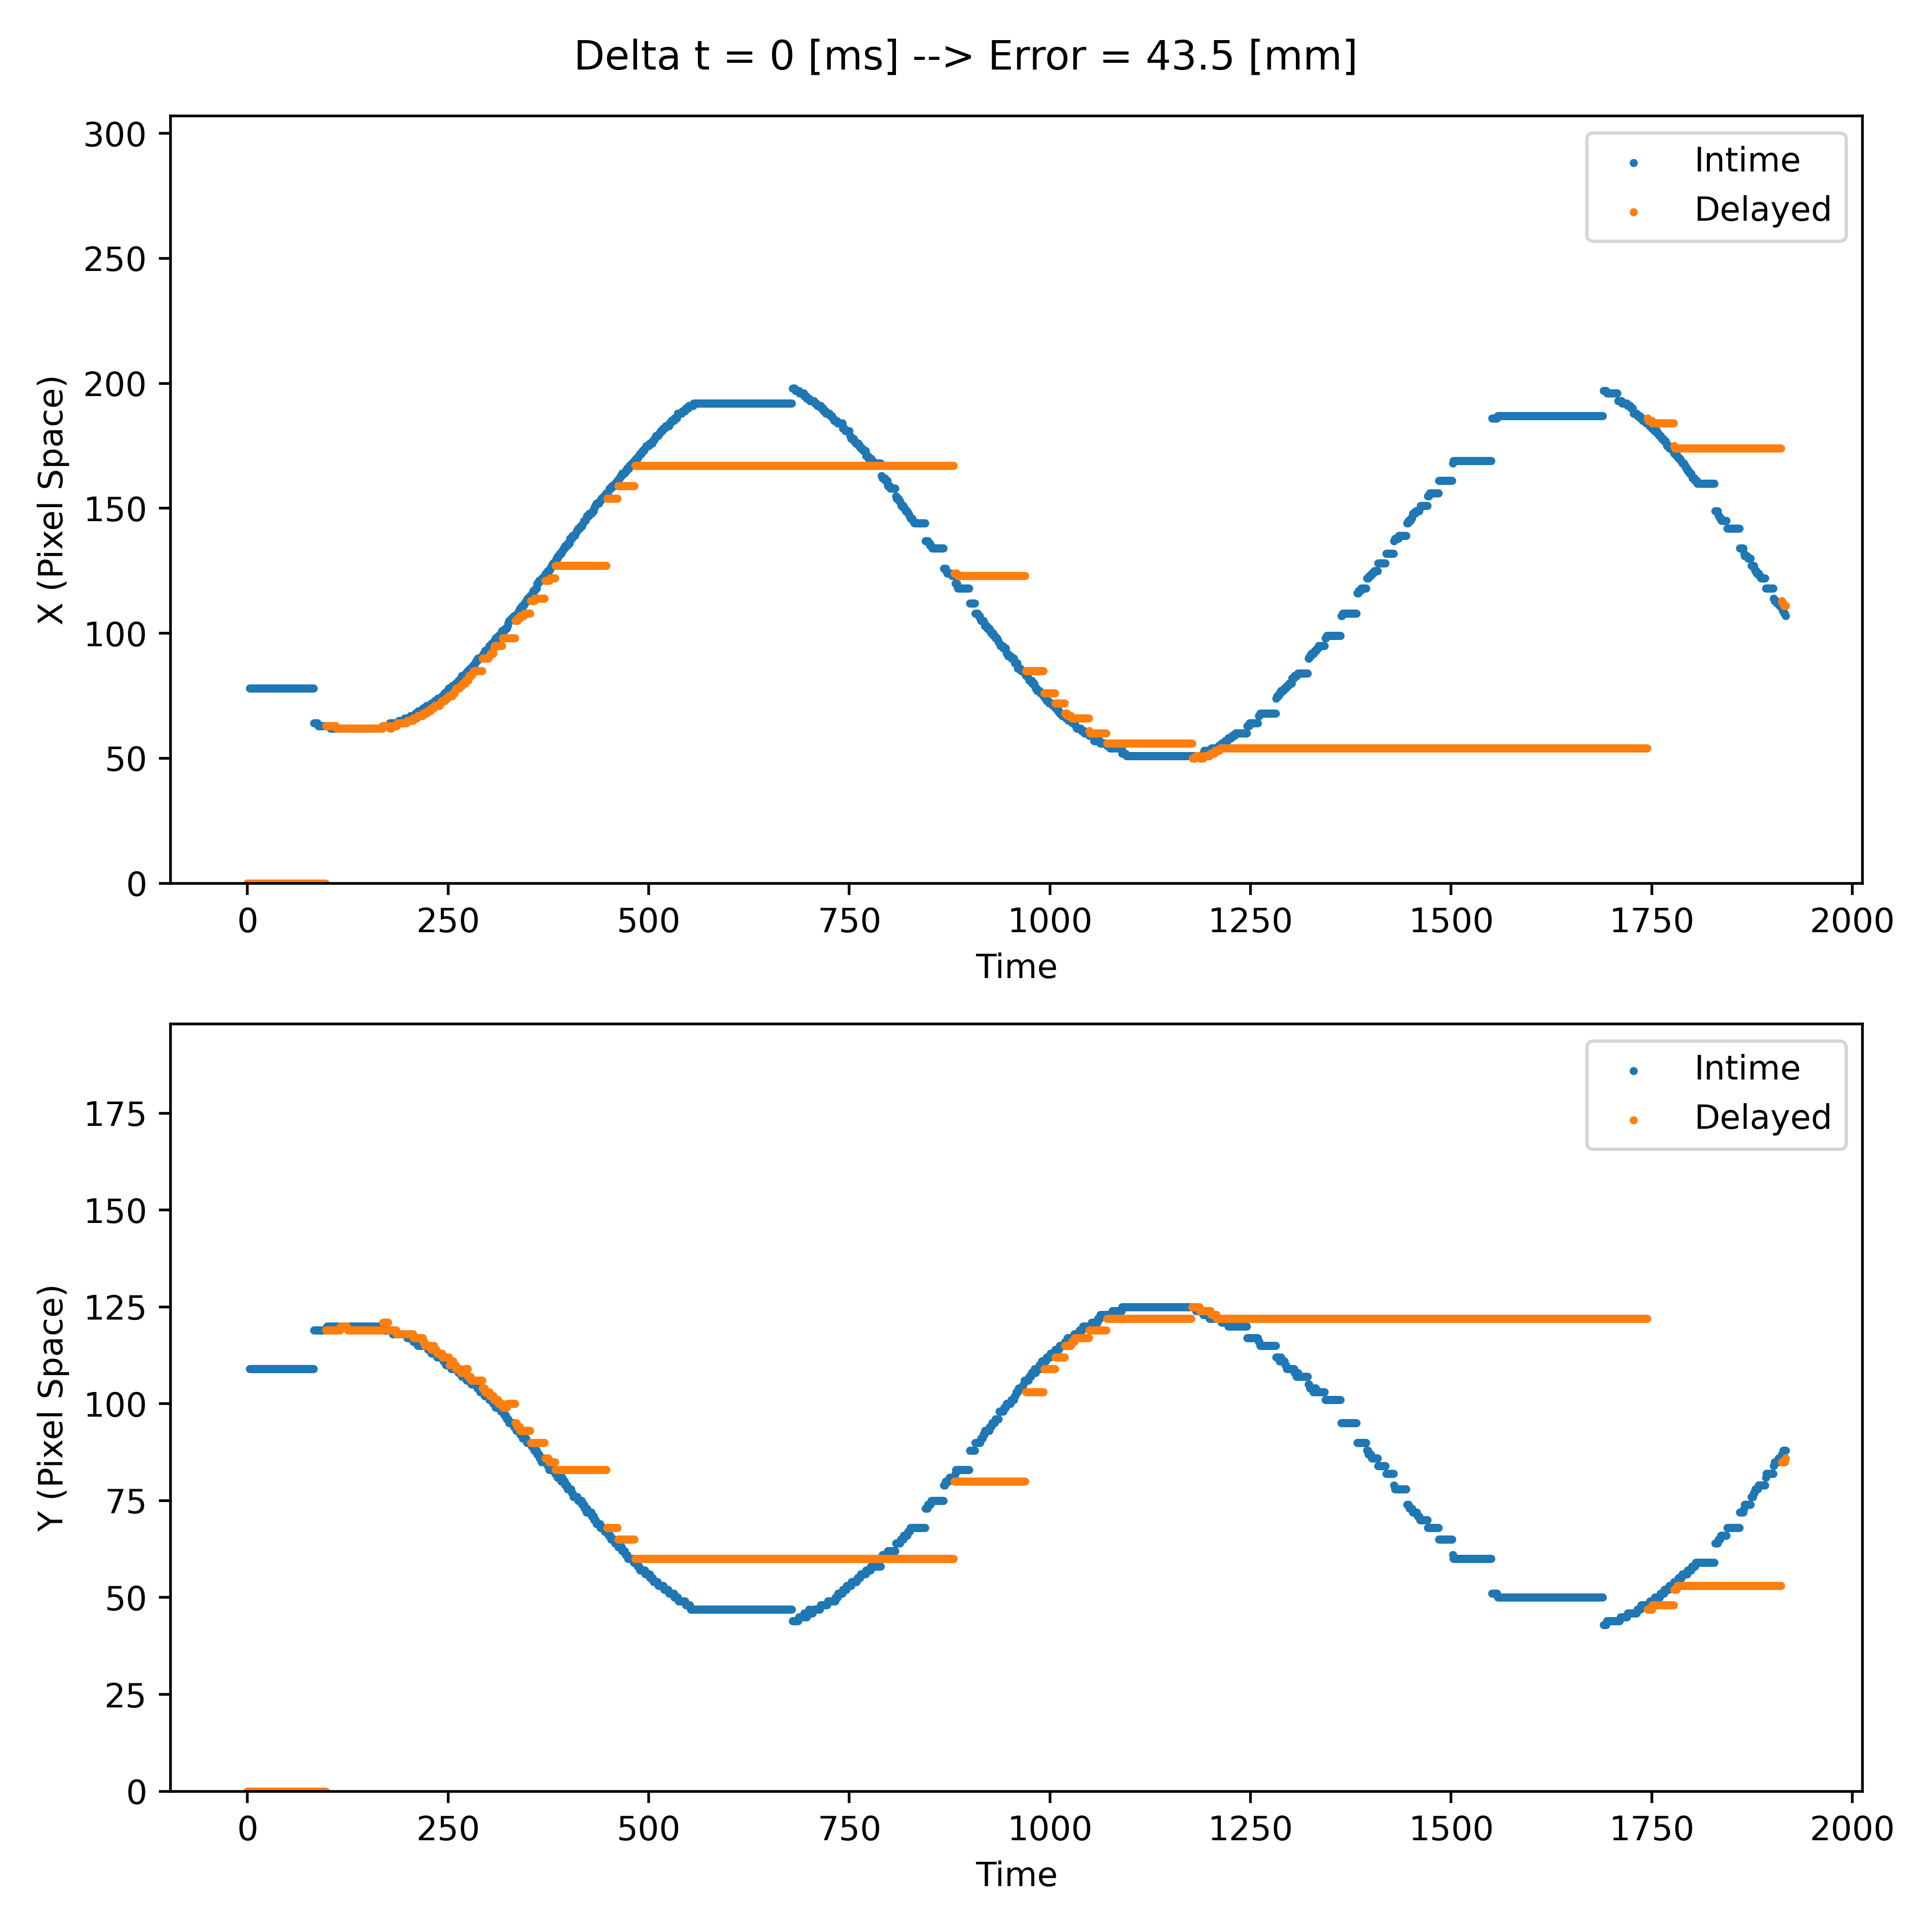 Delta t = 0 [ms] --> Error = 43.5 [mm]
300
250
200
150
100
50
0
X (Pixel Space)
Intime
Delayed
0 250 500 750 1000 1250 1500 1750 2000
Time
175
150
125
100
75
50
25
0
Y (Pixel Space)
Intime
Delayed
0 250 500 750 1000 1250 1500 1750 2000
Time